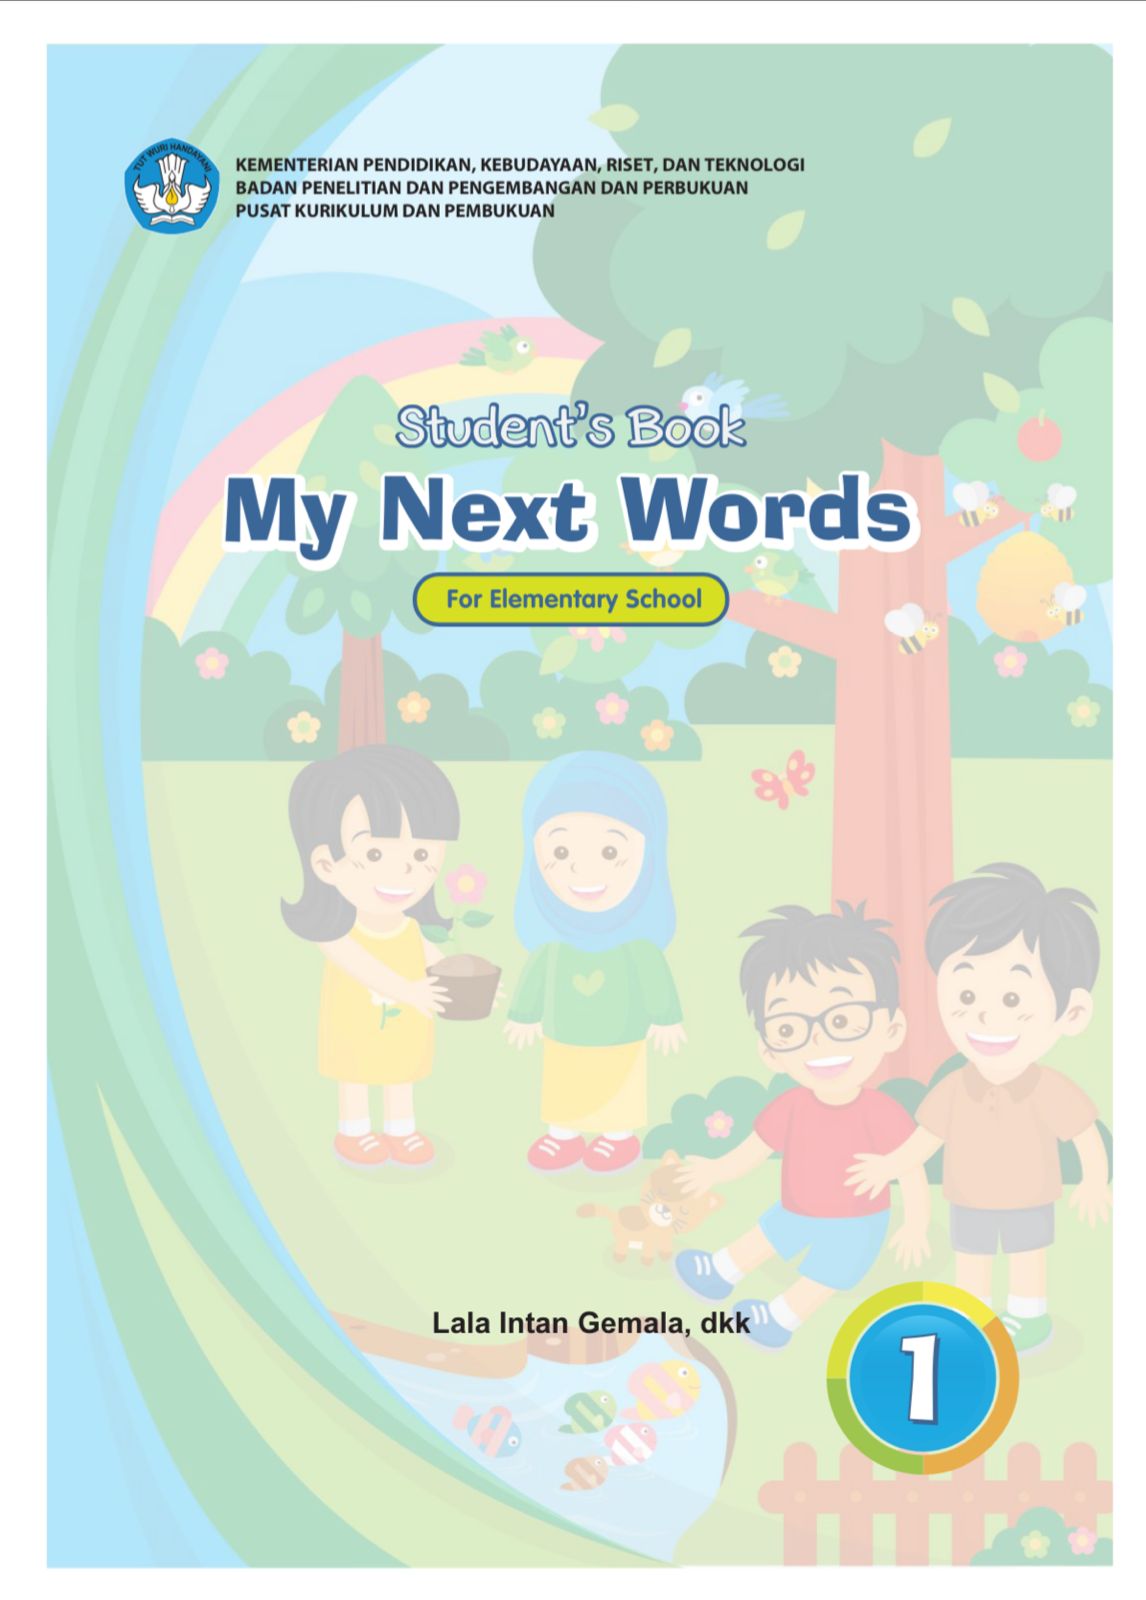 TUT WURI HANDAYANI
KEMENTERIAN PENDIDIKAN, KEBUDAYAAN, RISET, DAN TEKNOLOGI
BADAN PENELITIAN DAN PENGEMBANGAN DAN PERBUKUAN
PUSAT KURIKULUM DAN PEMBUKUAN
Student's Book
My Next Words
For Elementary School
Lala Intan Gemala, dkk
1